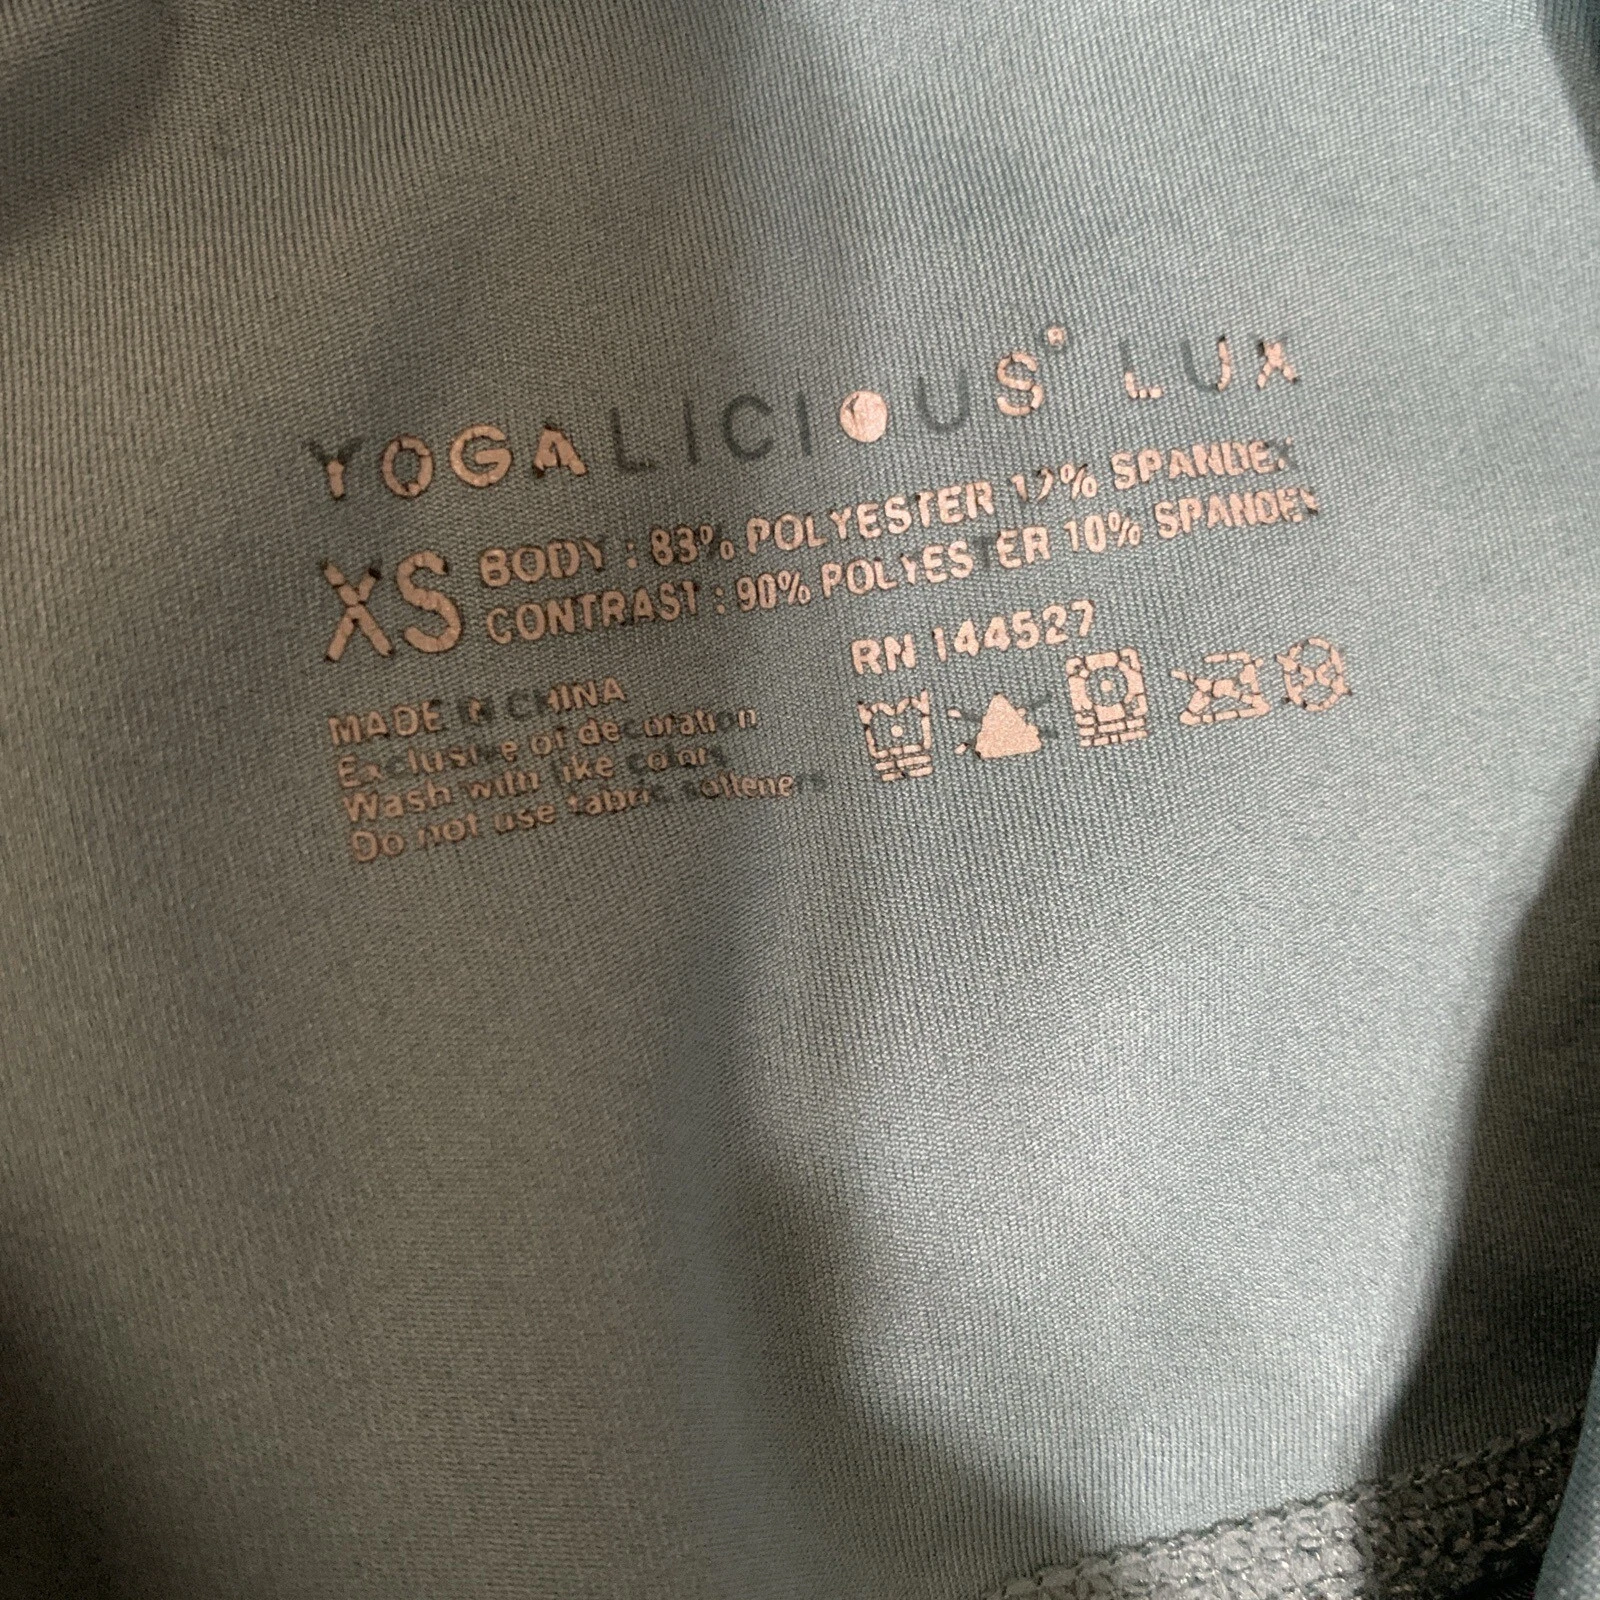 YOGALICIOUS® LUX
XS
BODY : 83% POLYESTER 17% SPANDEX
CONTRAST : 90% POLYESTER 10% SPANDEX
RN 144527
MADE IN CHINA
Exclusive of decoration
Wash with like colors
Do not use fabric softeners